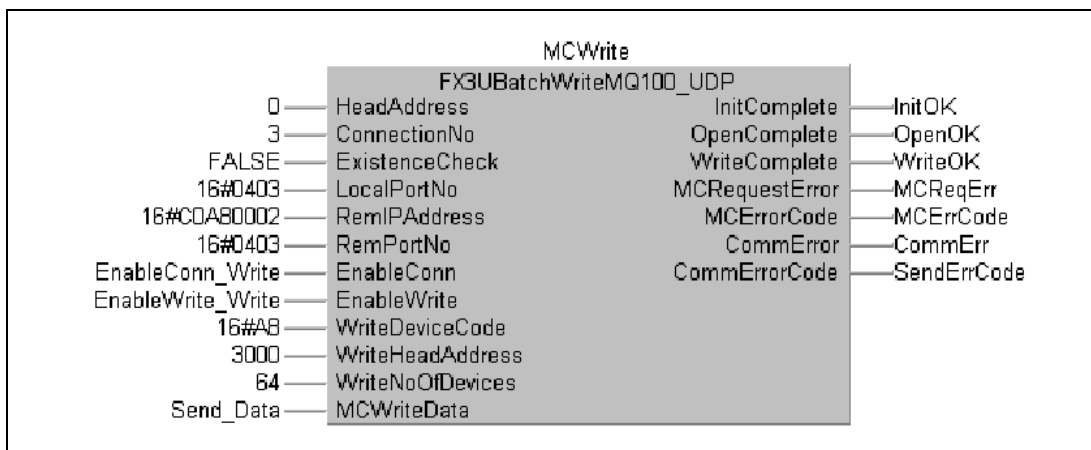 MCWrite
FX3UBatchWriteMQ100_UDP
0 HeadAddress InitComplete InitOK
3 ConnectionNo OpenComplete OpenOK
FALSE ExistenceCheck WriteComplete WriteOK
16#0403 LocalPortNo MCRequestError MCReqErr
16#C0A80002 RemIPAddress MCErrorCode MCErrCode
16#0403 RemPortNo CommError CommErr
EnableConn_Write EnableConn CommErrorCode SendErrCode
EnableWrite_Write EnableWrite
16#A8 WriteDeviceCode
3000 WriteHeadAddress
64 WriteNoOfDevices
Send_Data MCWriteData